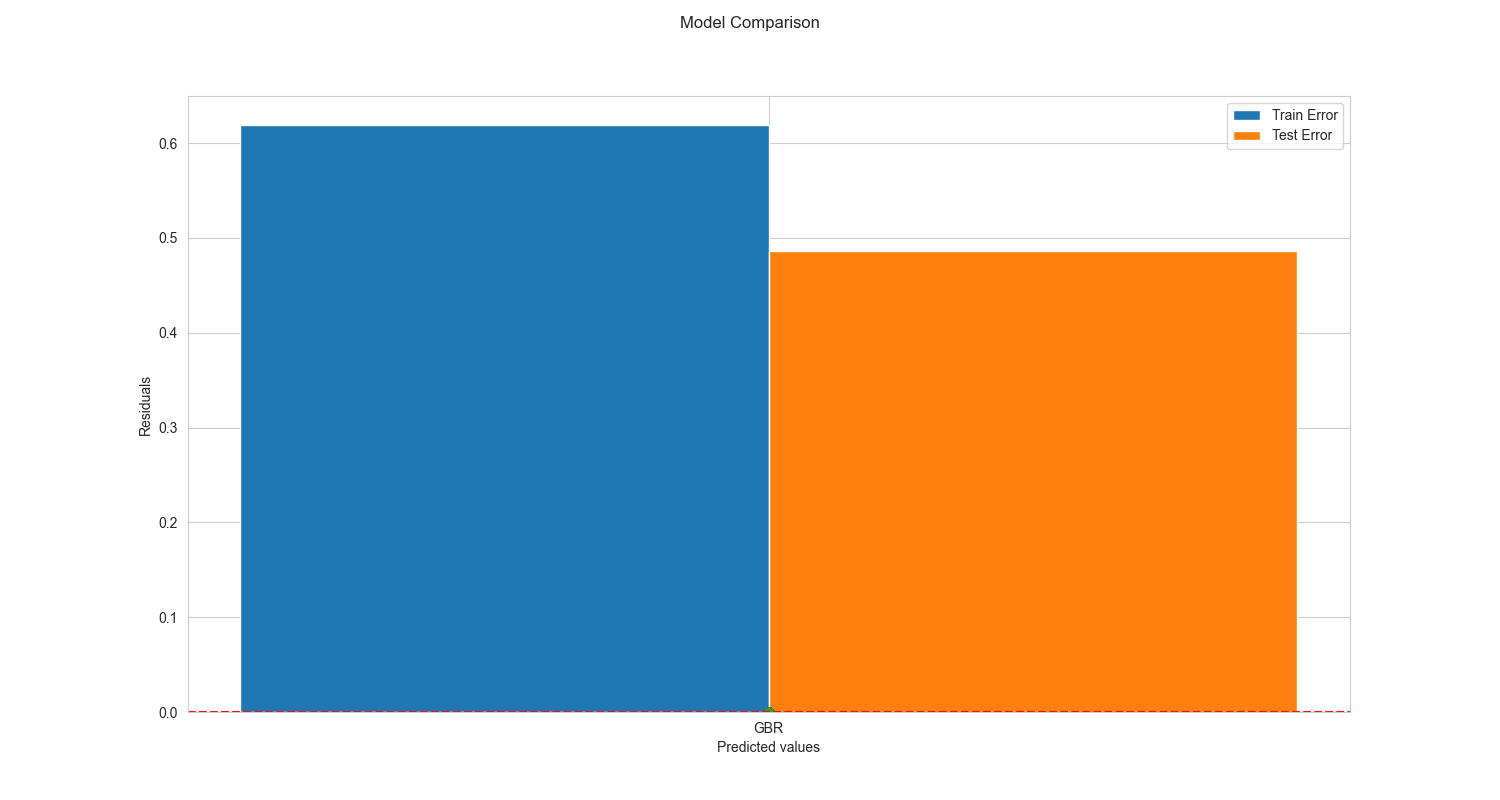 Model Comparison
Train Error
Test Error
0.6
0.5
0.4
0.3
0.2
0.1
0.0
Residuals
GBR
Predicted values